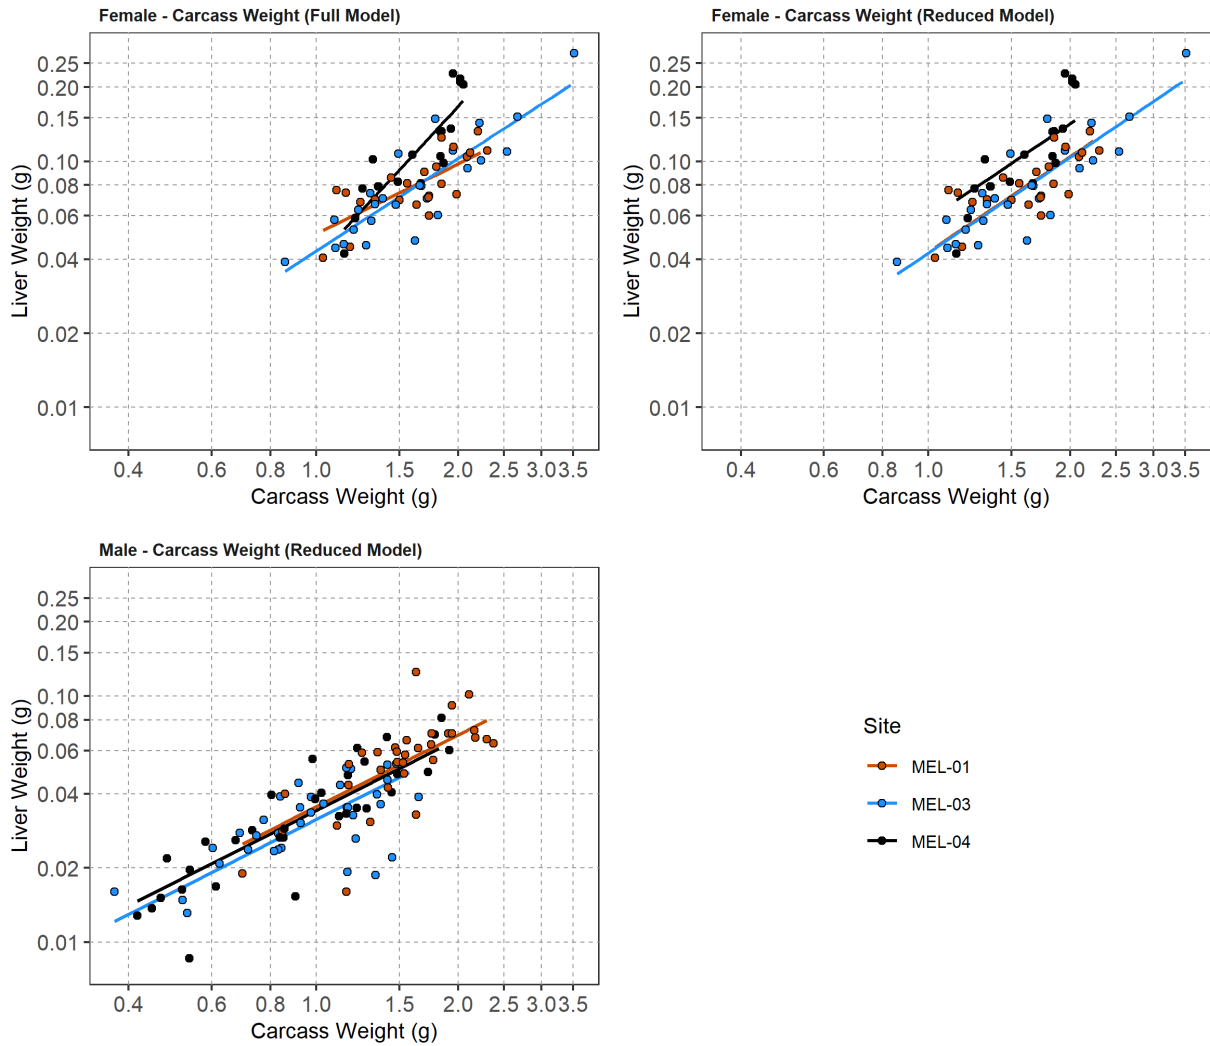 Female - Carcass Weight (Full Model)
Liver Weight (g)
0.25
0.20
0.15
0.10
0.08
0.06
0.04
0.02
0.01
0.4 0.6 0.8 1.0 1.5 2.0 2.5 3.0 3.5
Carcass Weight (g)
Female - Carcass Weight (Reduced Model)
Liver Weight (g)
0.25
0.20
0.15
0.10
0.08
0.06
0.04
0.02
0.01
0.4 0.6 0.8 1.0 1.5 2.0 2.5 3.0 3.5
Carcass Weight (g)
Male - Carcass Weight (Reduced Model)
Liver Weight (g)
0.25
0.20
0.15
0.10
0.08
0.06
0.04
0.02
0.01
0.4 0.6 0.8 1.0 1.5 2.0 2.5 3.0 3.5
Carcass Weight (g)
Site
MEL-01
MEL-03
MEL-04